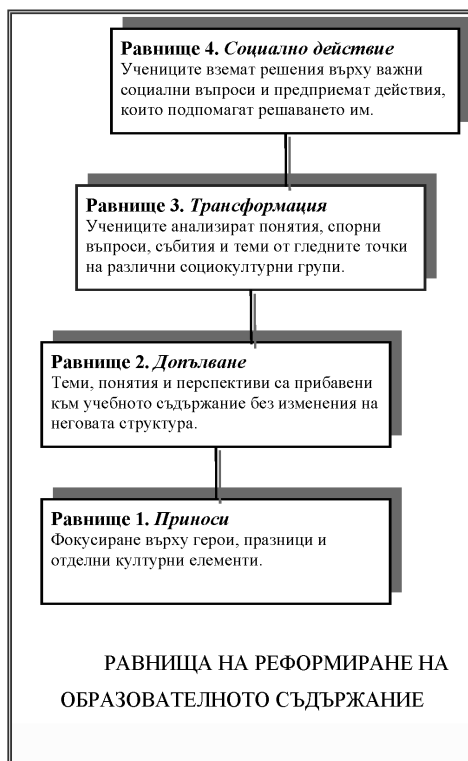 Равнище 4. Социално действие
Учениците вземат решения върху важни
социални въпроси и предприемат действия,
които подпомагат решаването им.
Равнище 3. Трансформация
Учениците анализират понятия, спорни
въпроси, събития и теми от гледните точки
на различни социокултурни групи.
Равнище 2. Допълване
Теми, понятия и перспективи са прибавени
към учебното съдържание без изменения на
неговата структура.
Равнище 1. Приноси
Фокусиране върху герои, празници и
отделни културни елементи.
РАВНИЩА НА РЕФОРМИРАНЕ НА
ОБРАЗОВАТЕЛНОТО СЪДЪРЖАНИЕ